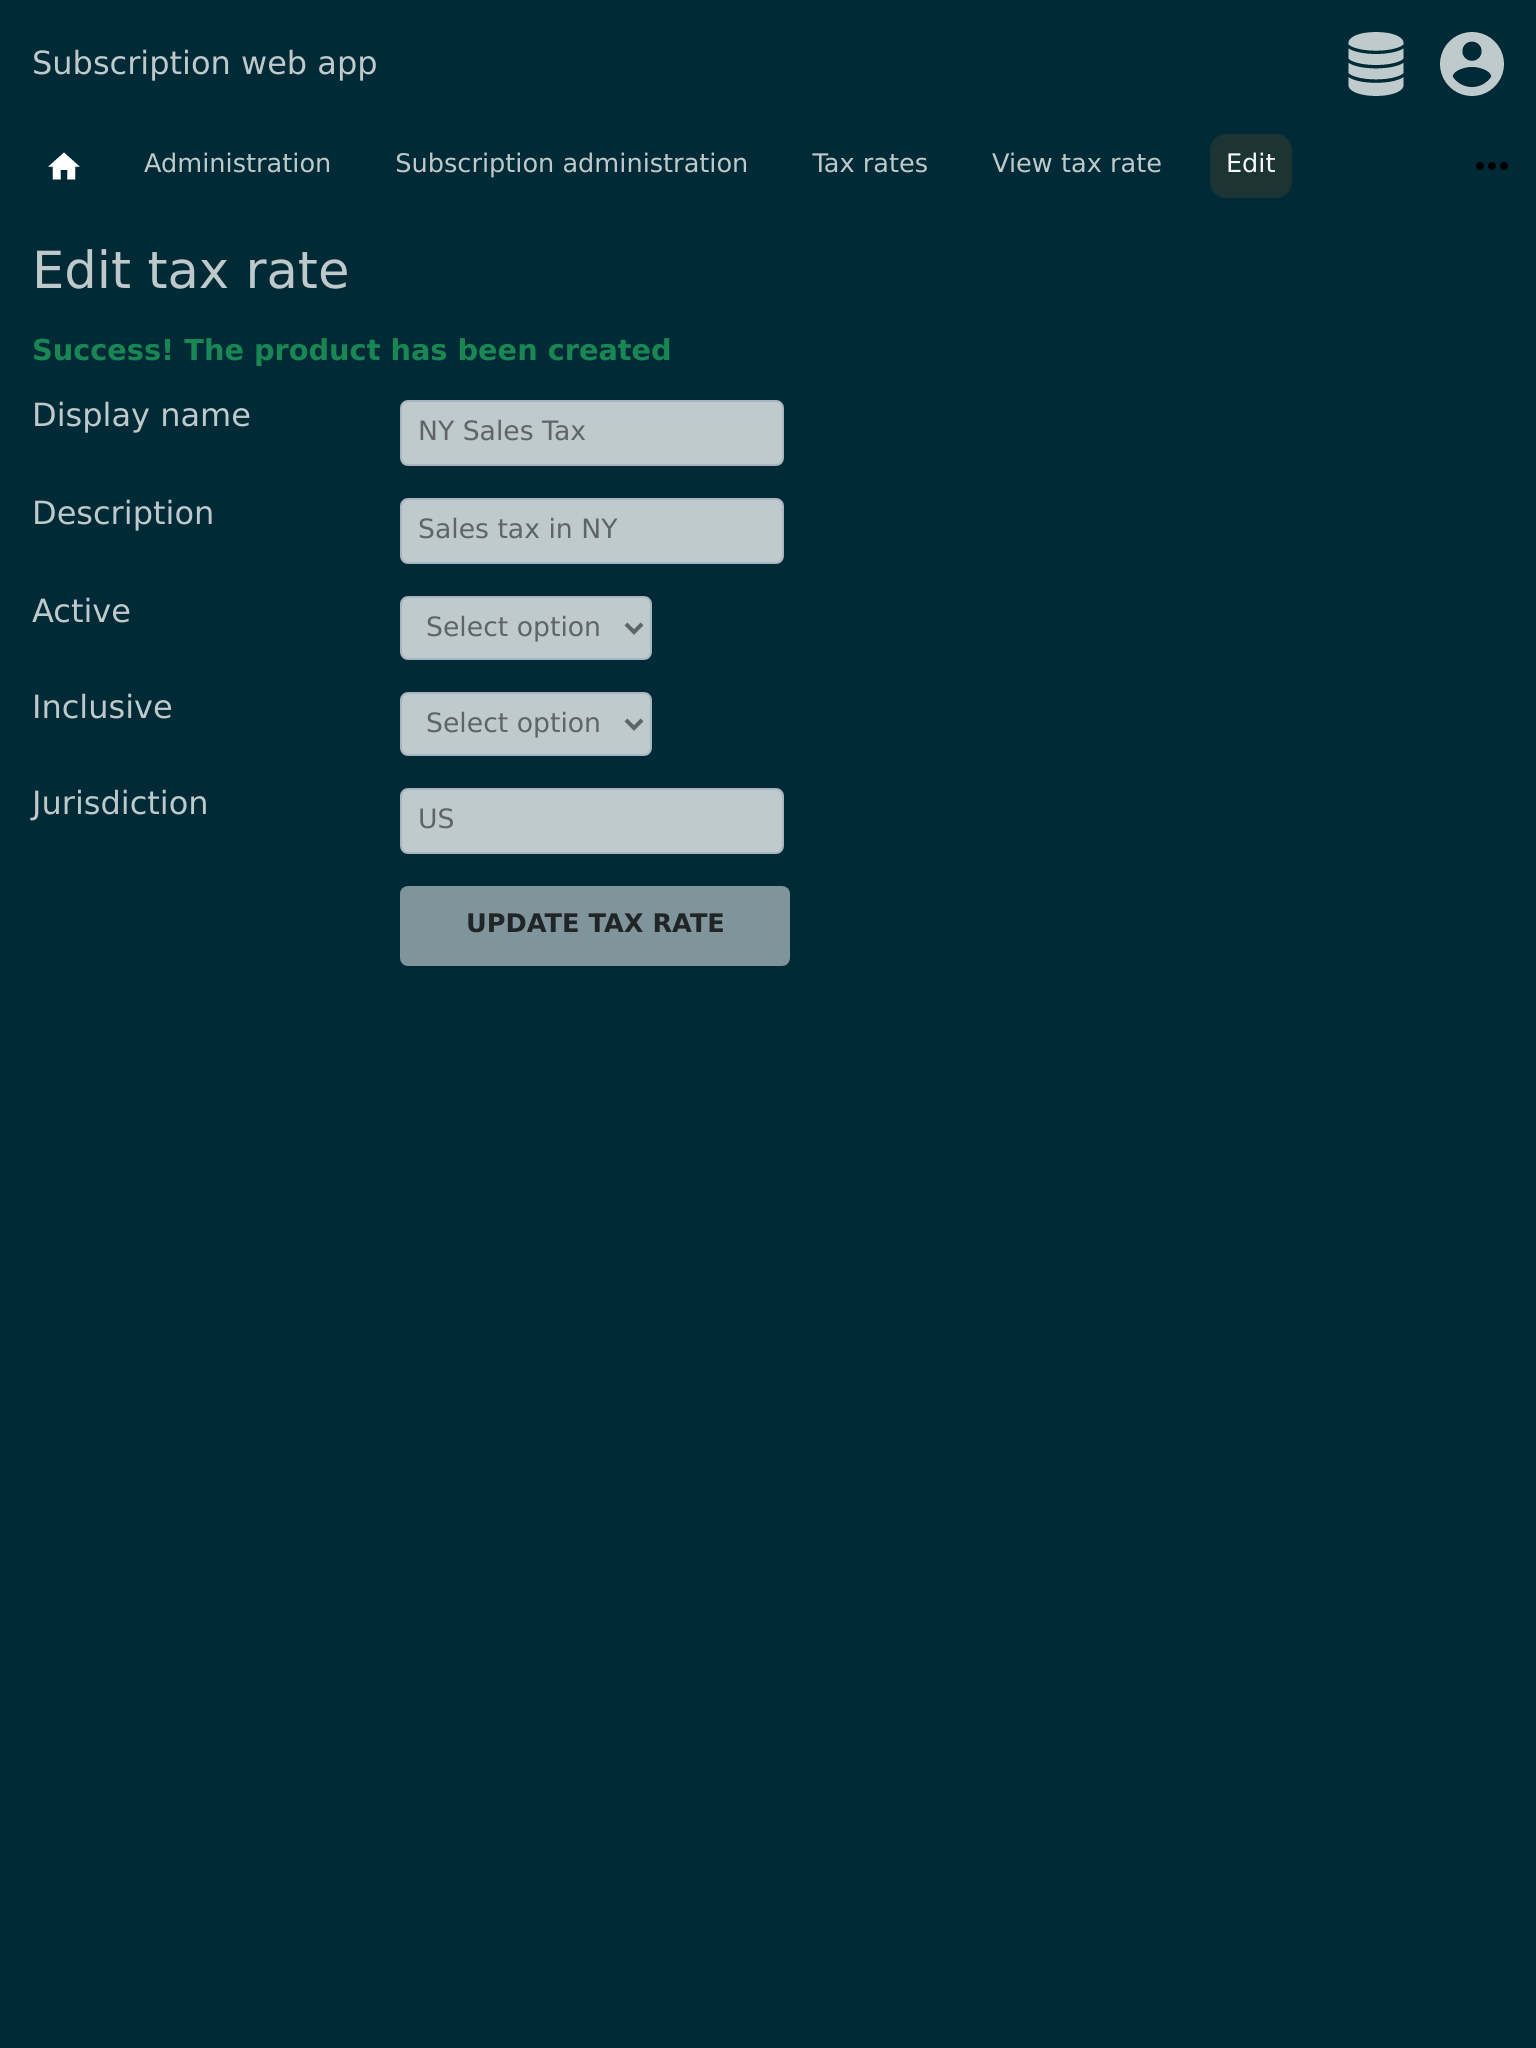 Subscription web app
Administration Subscription administration Tax rates View tax rate Edit
Edit tax rate
Success! The product has been created
Display name NY Sales Tax
Description Sales tax in NY
Active Select option
Inclusive Select option
Jurisdiction US
UPDATE TAX RATE